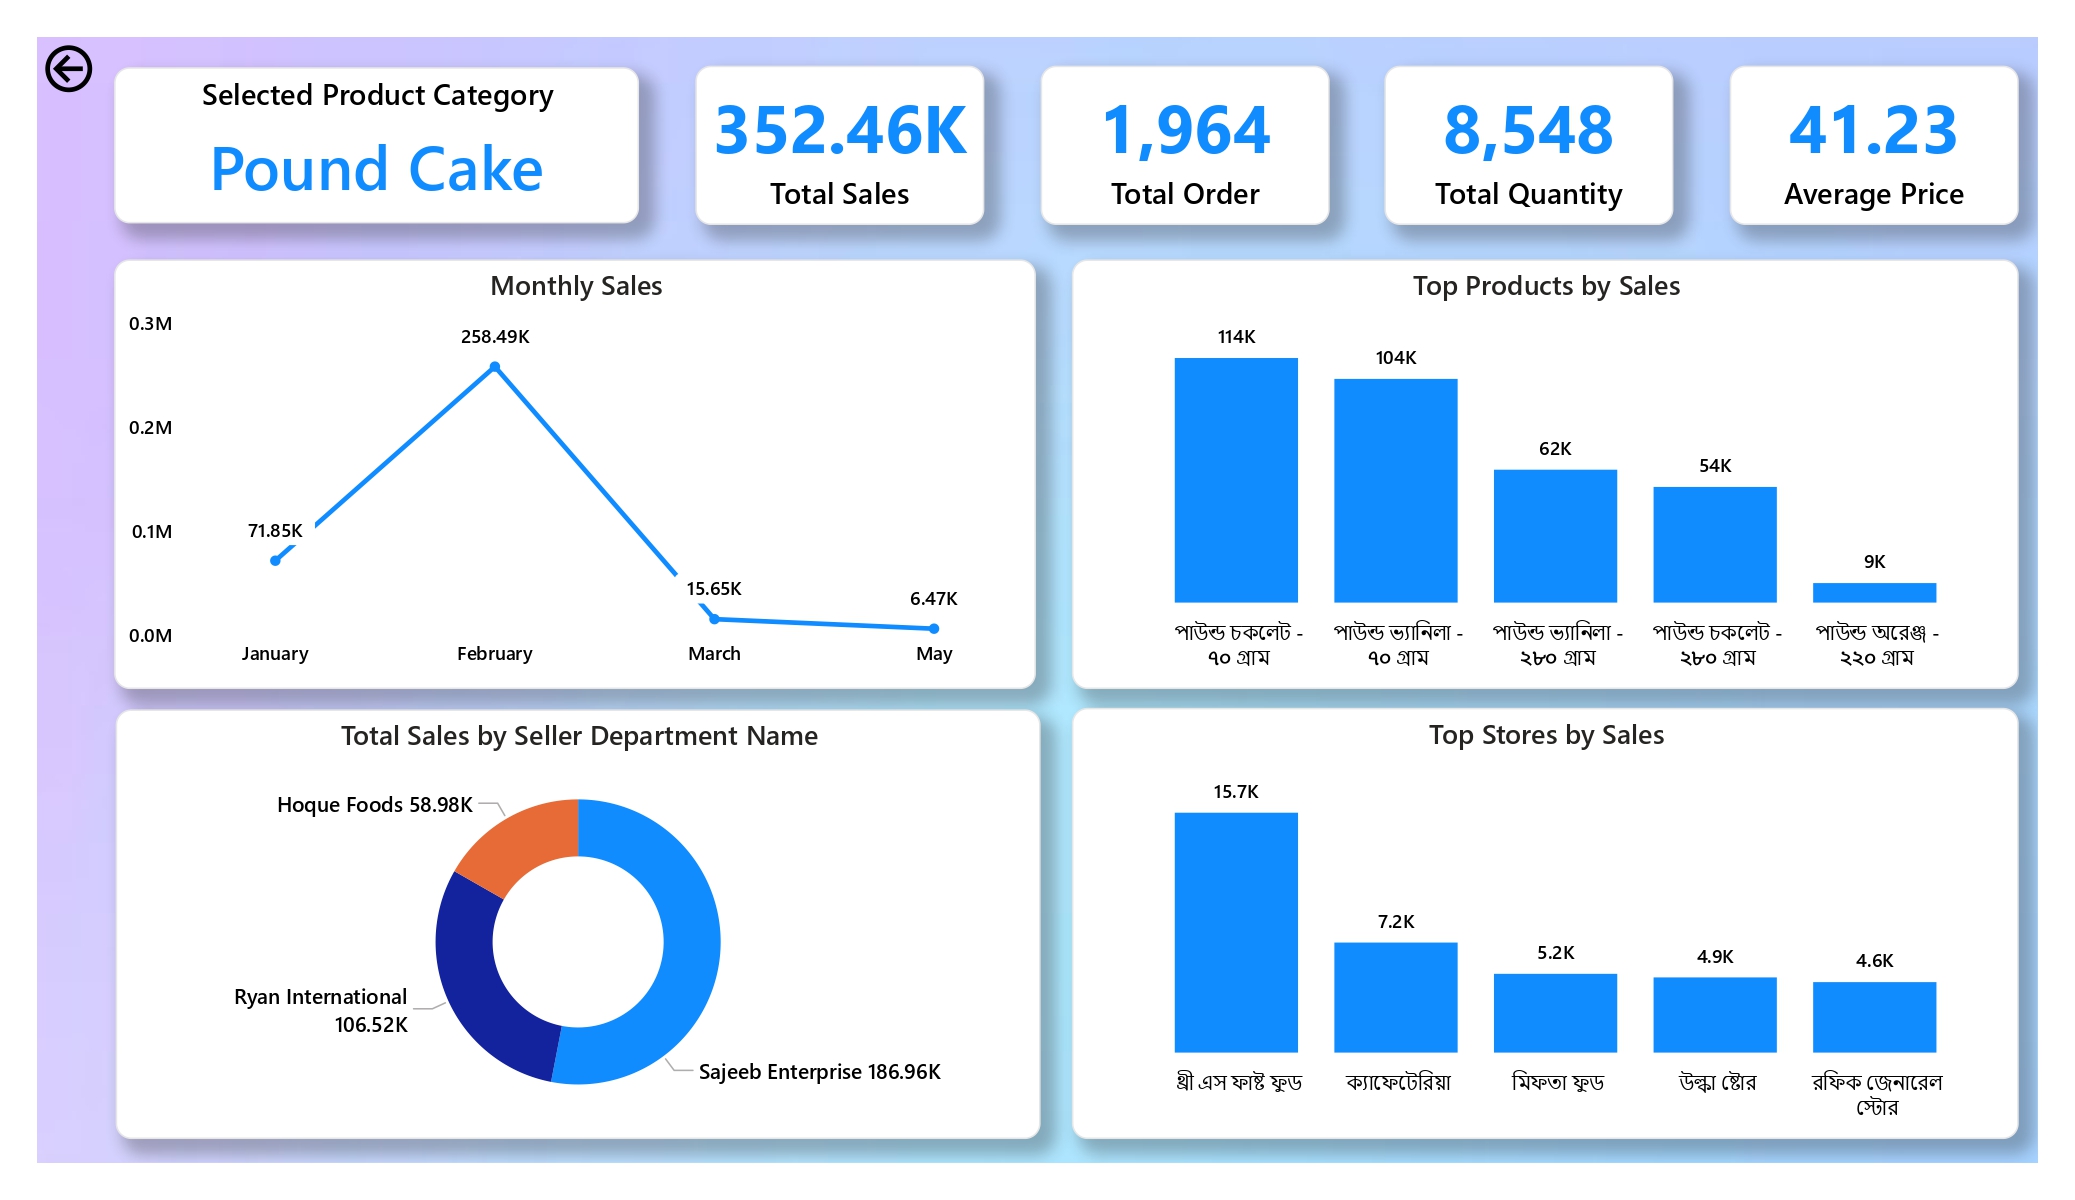 Selected Product Category
Pound Cake
352.46K
Total Sales
1,964
Total Order
8,548
Total Quantity
41.23
Average Price
Monthly Sales
0.3M
0.2M
0.1M
0.0M
71.85K
258.49K
15.65K
6.47K
January
February
March
May
Top Products by Sales
114K
104K
62K
54K
9K
পাউন্ড চকলেট -
৭০ গ্রাম
পাউন্ড ভ্যানিলা -
৭০ গ্রাম
পাউন্ড ভ্যানিলা -
২৮০ গ্রাম
পাউন্ড চকলেট -
২৮০ গ্রাম
পাউন্ড অরেঞ্জ -
২২০ গ্রাম
Total Sales by Seller Department Name
Hoque Foods 58.98K
Ryan International
106.52K
Sajeeb Enterprise 186.96K
Top Stores by Sales
15.7K
7.2K
5.2K
4.9K
4.6K
থ্রী এস ফাষ্ট ফুড
ক্যাফেটেরিয়া
মিফতা ফুড
উল্কা ষ্টোর
রফিক জেনারেল
স্টোর